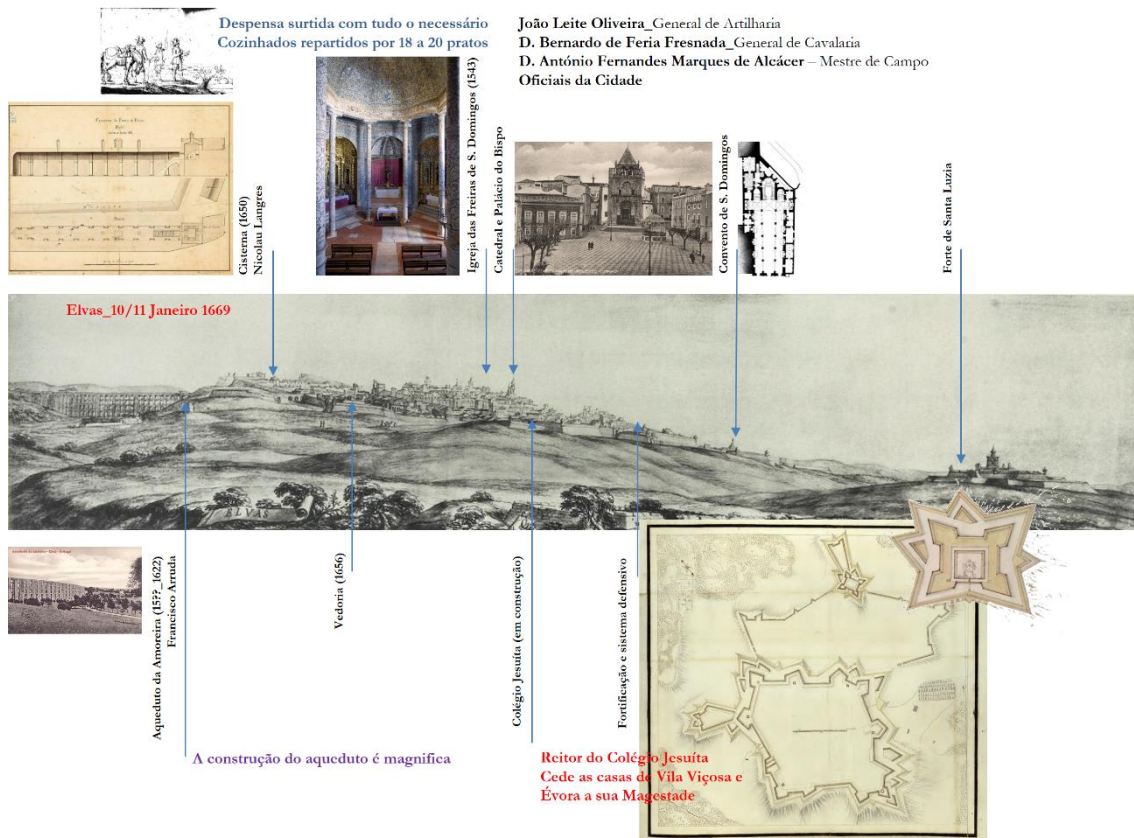 Despensa surtida com tudo o necessário
Cozinhados repartidos por 18 a 20 pratos
João Leite Oliveira_General de Artilharia
D. Bernardo de Feria Fresnada_General de Cavalaria
D. António Fernandes Marques de Alcácer – Mestre de Campo
Oficiais da Cidade
Cisterna (1650)
Nicolau Langres
Igreja das Freiras de S. Domingos (1543)
Catedral e Palácio do Bispo
Convento de S. Domingos
Forte de Santa Luzia
Elvas_10/11 Janeiro 1669
ELVAS
Aqueduto da Amoreira (15??_1622)
Francisco Arruda
Vedoria (1656)
Colégio Jesuíta (em construção)
Fortificação e sistema defensivo
A construção do aqueduto é magnifica
Reitor do Colégio Jesuíta
Cede as casas de Vila Viçosa e
Évora a sua Magestade